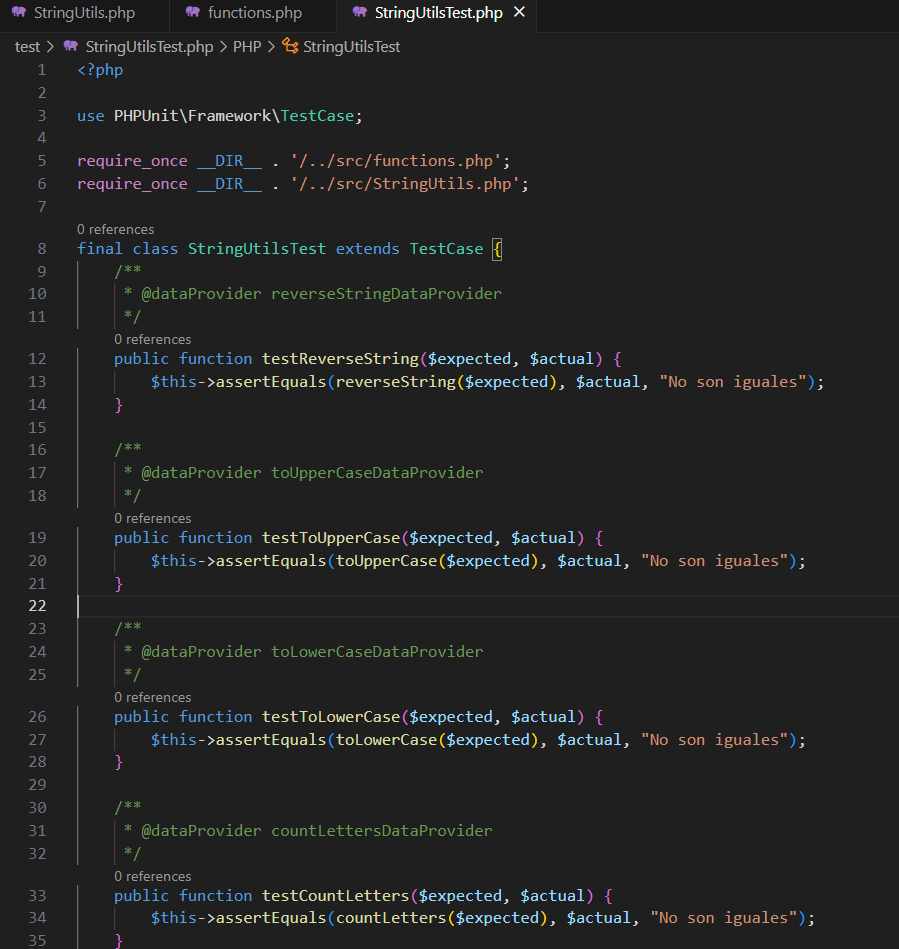 StringUtils.php functions.php StringUtilsTest.php ×
test > StringUtilsTest.php > PHP > StringUtilsTest
1 <?php
2
3 use PHPUnit\Framework\TestCase;
4
5 require_once __DIR__ . '/../src/functions.php';
6 require_once __DIR__ . '/../src/StringUtils.php';
7
0 references
8 final class StringUtilsTest extends TestCase {
9 /**
10 * @dataProvider reverseStringDataProvider
11 */
0 references
12 public function testReverseString($expected, $actual) {
13 $this->assertEquals(reverseString($expected), $actual, "No son iguales");
14 }
15
16 /**
17 * @dataProvider toUpperCaseDataProvider
18 */
0 references
19 public function testToUpperCase($expected, $actual) {
20 $this->assertEquals(toUpperCase($expected), $actual, "No son iguales");
21 }
22
23 /**
24 * @dataProvider toLowerCaseDataProvider
25 */
0 references
26 public function testToLowerCase($expected, $actual) {
27 $this->assertEquals(toLowerCase($expected), $actual, "No son iguales");
28 }
29
30 /**
31 * @dataProvider countLettersDataProvider
32 */
0 references
33 public function testCountLetters($expected, $actual) {
34 $this->assertEquals(countLetters($expected), $actual, "No son iguales");
35 }